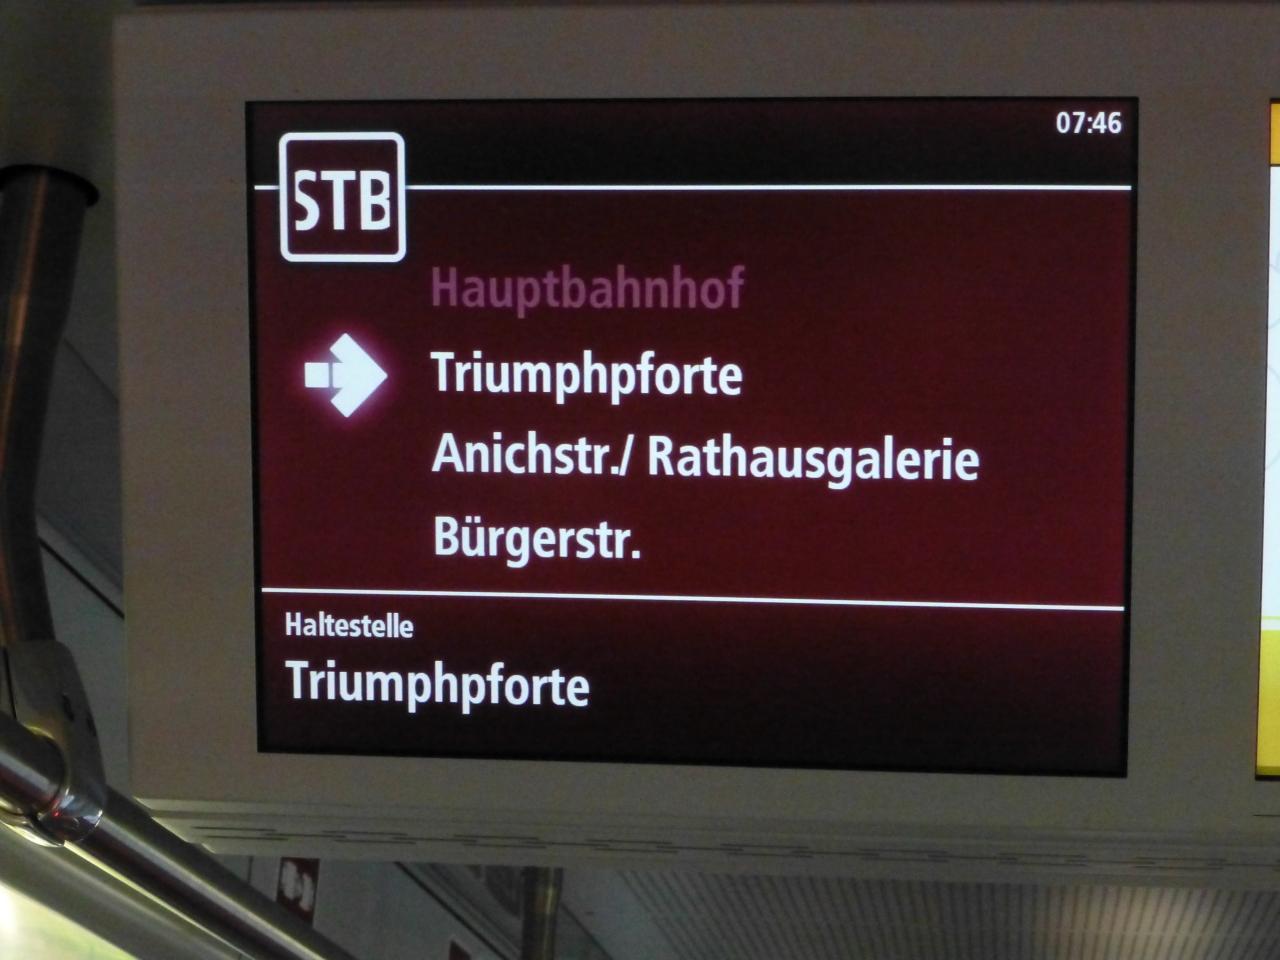 07:46
STB
Hauptbahnhof
Triumphpforte
Anichstr./ Rathausgalerie
Bürgerstr.
Haltestelle
Triumphpforte